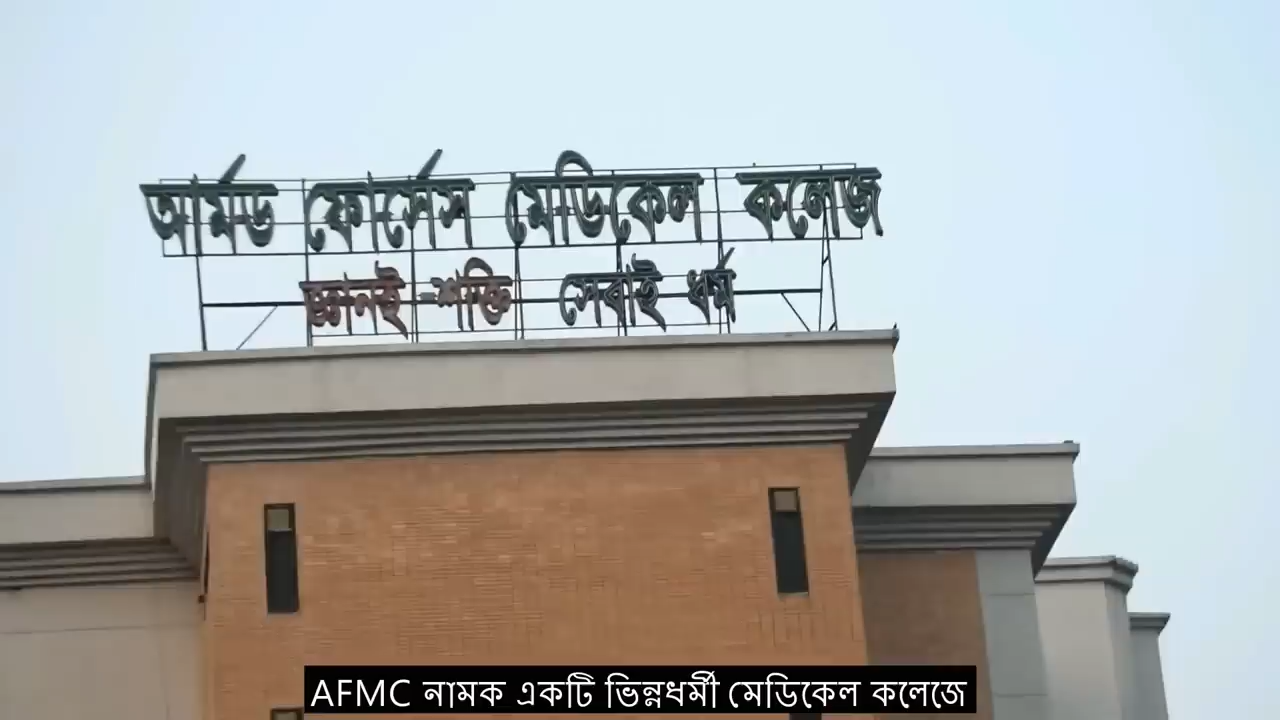 আর্মড ফোর্সেস মেডিকেল কলেজ
জ্ঞানই-শক্তি সেবাই ধর্ম
AFMC নামক একটি ভিন্নধর্মী মেডিকেল কলেজে